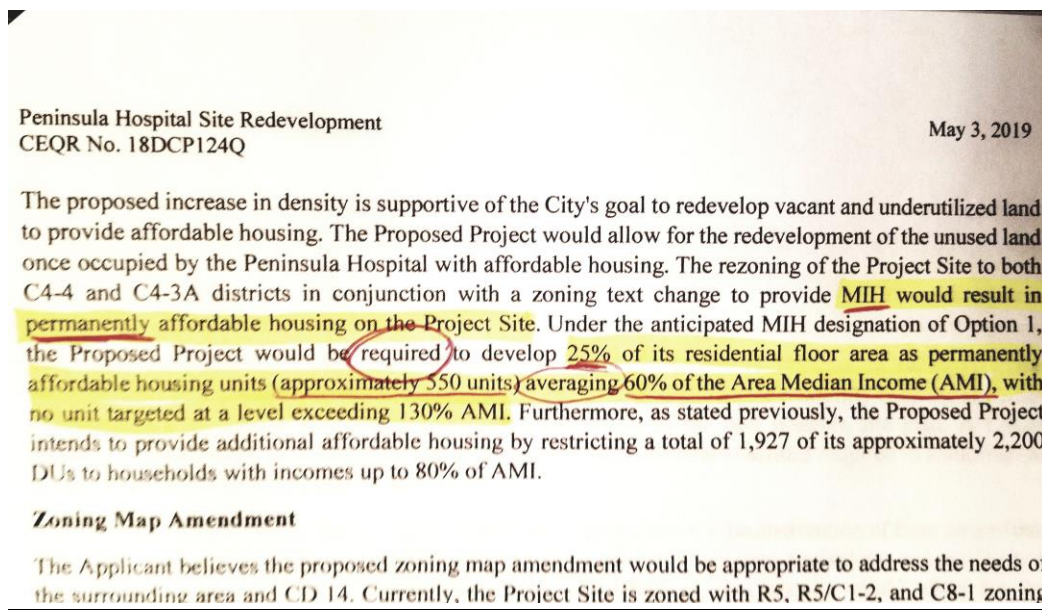 Peninsula Hospital Site Redevelopment
CEQR No. 18DCP124Q
May 3, 2019
The proposed increase in density is supportive of the City's goal to redevelop vacant and underutilized land
to provide affordable housing. The Proposed Project would allow for the redevelopment of the unused land
once occupied by the Peninsula Hospital with affordable housing. The rezoning of the Project Site to both
C4-4 and C4-3A districts in conjunction with a zoning text change to provide MIH would result in
permanently affordable housing on the Project Site. Under the anticipated MIH designation of Option 1,
the Proposed Project would be required to develop 25% of its residential floor area as permanently
affordable housing units (approximately 550 units) averaging 60% of the Area Median Income (AMI), with
no unit targeted at a level exceeding 130% AMI. Furthermore, as stated previously, the Proposed Project
intends to provide additional affordable housing by restricting a total of 1,927 of its approximately 2,200
DUs to households with incomes up to 80% of AMI.
Zoning Map Amendment
The Applicant believes the proposed zoning map amendment would be appropriate to address the needs of
the surrounding area and CD 14. Currently, the Project Site is zoned with R5, R5/C1-2, and C8-1 zoning